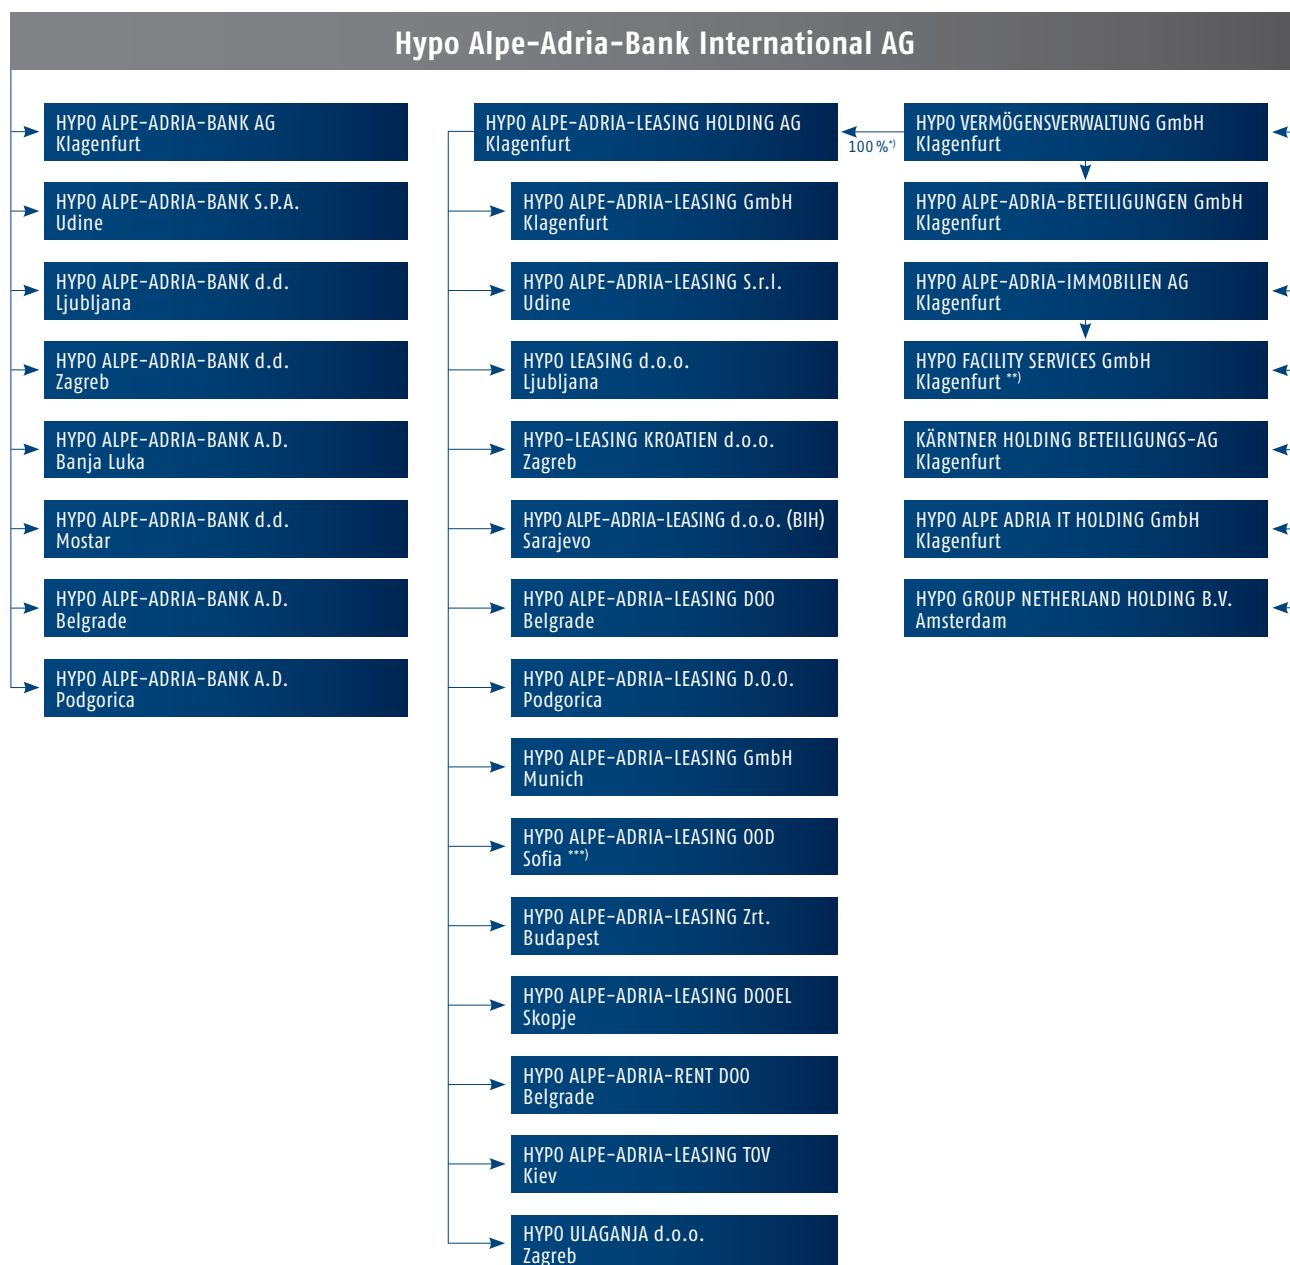 Hypo Alpe-Adria-Bank International AG
HYPO ALPE-ADRIA-BANK AG
Klagenfurt
HYPO ALPE-ADRIA-BANK S.P.A.
Udine
HYPO ALPE-ADRIA-BANK d.d.
Ljubljana
HYPO ALPE-ADRIA-BANK d.d.
Zagreb
HYPO ALPE-ADRIA-BANK A.D.
Banja Luka
HYPO ALPE-ADRIA-BANK d.d.
Mostar
HYPO ALPE-ADRIA-BANK A.D.
Belgrade
HYPO ALPE-ADRIA-BANK A.D.
Podgorica
HYPO ALPE-ADRIA-LEASING HOLDING AG
Klagenfurt
HYPO ALPE-ADRIA-LEASING GmbH
Klagenfurt
HYPO ALPE-ADRIA-LEASING S.r.l.
Udine
HYPO LEASING d.o.o.
Ljubljana
HYPO-LEASING KROATIEN d.o.o.
Zagreb
HYPO ALPE-ADRIA-LEASING d.o.o. (BIH)
Sarajevo
HYPO ALPE-ADRIA-LEASING DOO
Belgrade
HYPO ALPE-ADRIA-LEASING D.O.O.
Podgorica
HYPO ALPE-ADRIA-LEASING GmbH
Munich
HYPO ALPE-ADRIA-LEASING OOD
Sofia ***)
HYPO ALPE-ADRIA-LEASING Zrt.
Budapest
HYPO ALPE-ADRIA-LEASING DOOEL
Skopje
HYPO ALPE-ADRIA-RENT DOO
Belgrade
HYPO ALPE-ADRIA-LEASING TOV
Kiev
HYPO ULAGANJA d.o.o.
Zagreb
100 %*)
HYPO VERMÖGENSVERWALTUNG GmbH
Klagenfurt
HYPO ALPE-ADRIA-BETEILIGUNGEN GmbH
Klagenfurt
HYPO ALPE-ADRIA-IMMOBILIEN AG
Klagenfurt
HYPO FACILITY SERVICES GmbH
Klagenfurt **)
KÄRNTNER HOLDING BETEILIGUNGS-AG
Klagenfurt
HYPO ALPE ADRIA IT HOLDING GmbH
Klagenfurt
HYPO GROUP NETHERLAND HOLDING B.V.
Amsterdam